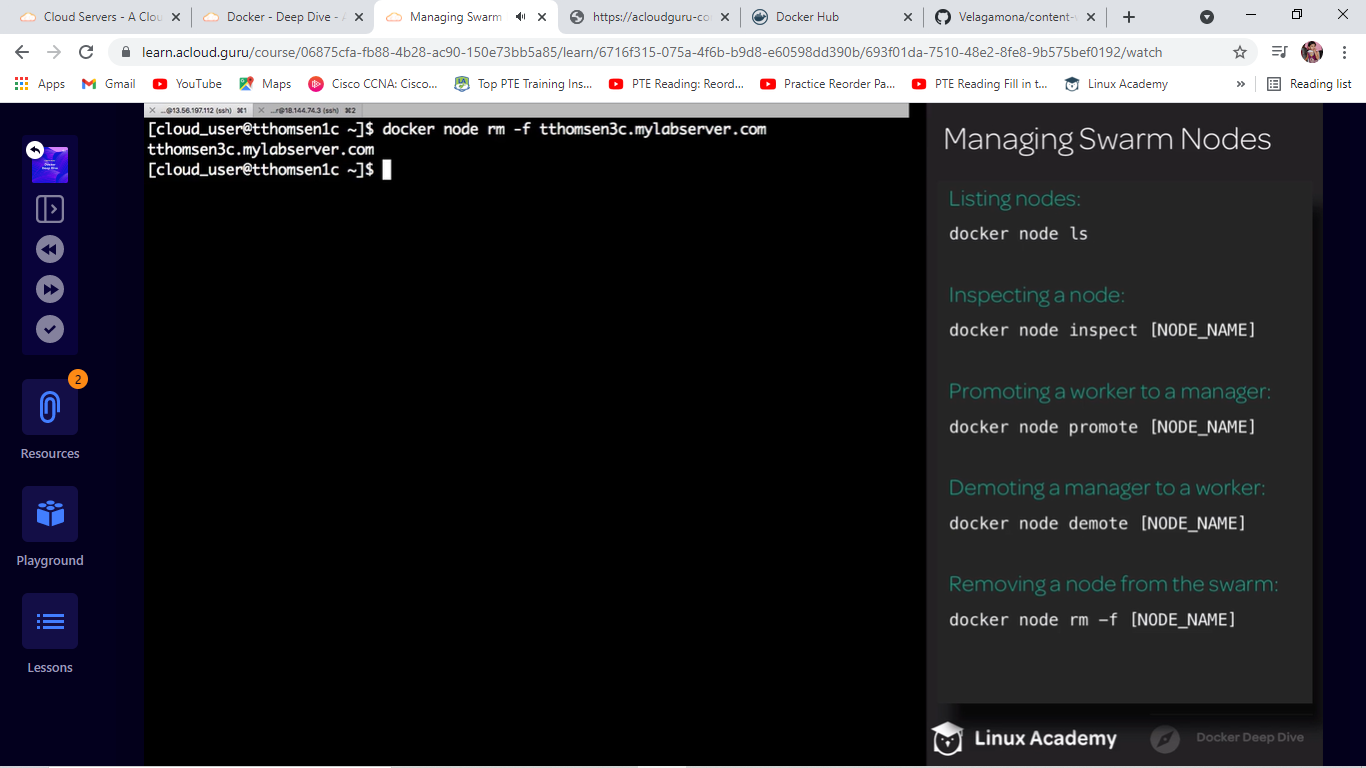 Cloud Servers - A Clou
Docker - Deep Dive - A
Managing Swarm
https://acloudguru-co
Docker Hub
Velagamona/content-
learn.acloud.guru/course/06875cfa-fb88-4b28-ac90-150e73bb5a85/learn/6716f315-075a-4f6b-b9d8-e60598dd390b/693f01da-7510-48e2-8fe8-9b575bef0192/watch
Apps
Gmail
YouTube
Maps
Cisco CCNA: Cisco...
Top PTE Training Ins...
PTE Reading: Reord...
Practice Reorder Pa...
PTE Reading Fill in t...
Linux Academy
»
Reading list
...@13.56.197.112 (ssh) ⌘1
...r@18.144.74.3 (ssh) ⌘2
[cloud_user@tthomsen1c ~]$ docker node rm -f tthomsen3c.mylabserver.com
tthomsen3c.mylabserver.com
[cloud_user@tthomsen1c ~]$
Docker
Deep Dive
2
Resources
Playground
Lessons
Managing Swarm Nodes
Listing nodes:
docker node ls
Inspecting a node:
docker node inspect [NODE_NAME]
Promoting a worker to a manager:
docker node promote [NODE_NAME]
Demoting a manager to a worker:
docker node demote [NODE_NAME]
Removing a node from the swarm:
docker node rm -f [NODE_NAME]
Linux Academy
Docker Deep Dive